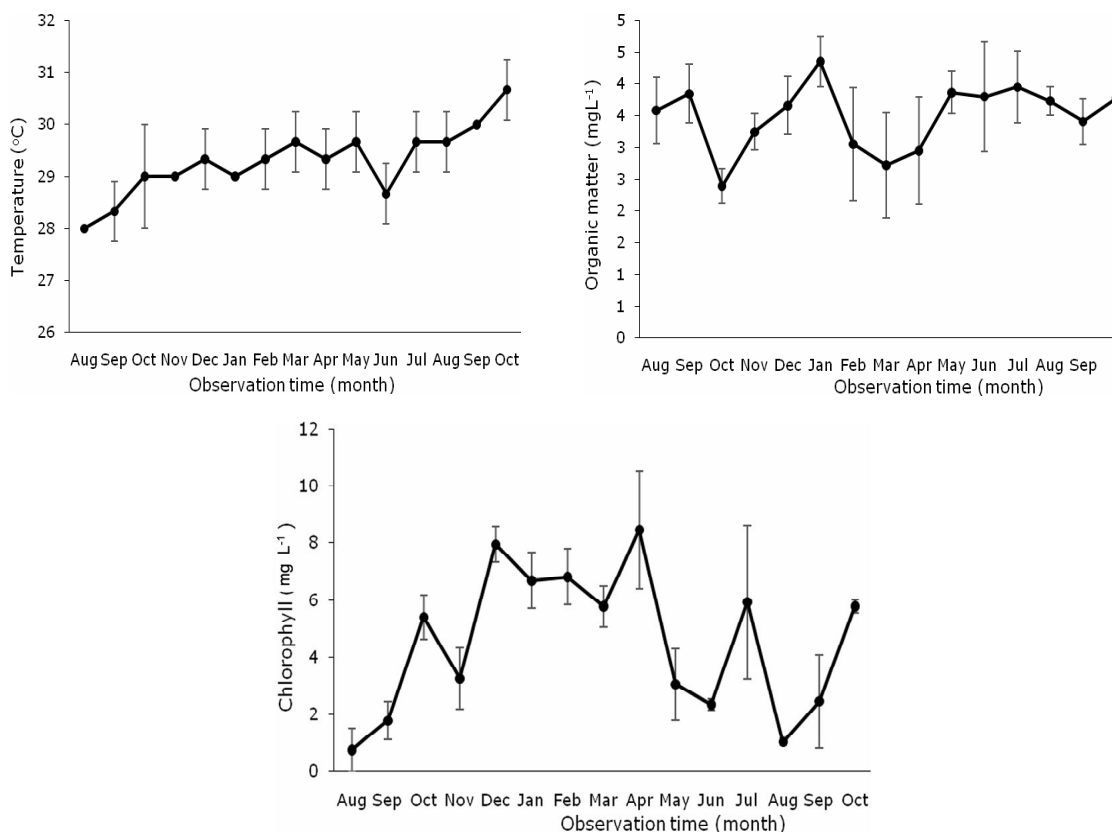 32
31
30
29
28
27
26
Temperature (°C)
Aug Sep Oct Nov Dec Jan Feb Mar Apr May Jun Jul Aug Sep Oct
Observation time (month)
5
5
4
4
3
3
2
2
1
1
0
Organic matter (mgL⁻¹)
Aug Sep Oct Nov Dec Jan Feb Mar Apr May Jun Jul Aug Sep
Observation time (month)
12
10
8
6
4
2
0
Chlorophyll (mg L⁻¹)
Aug Sep Oct Nov Dec Jan Feb Mar Apr May Jun Jul Aug Sep Oct
Observation time (month)